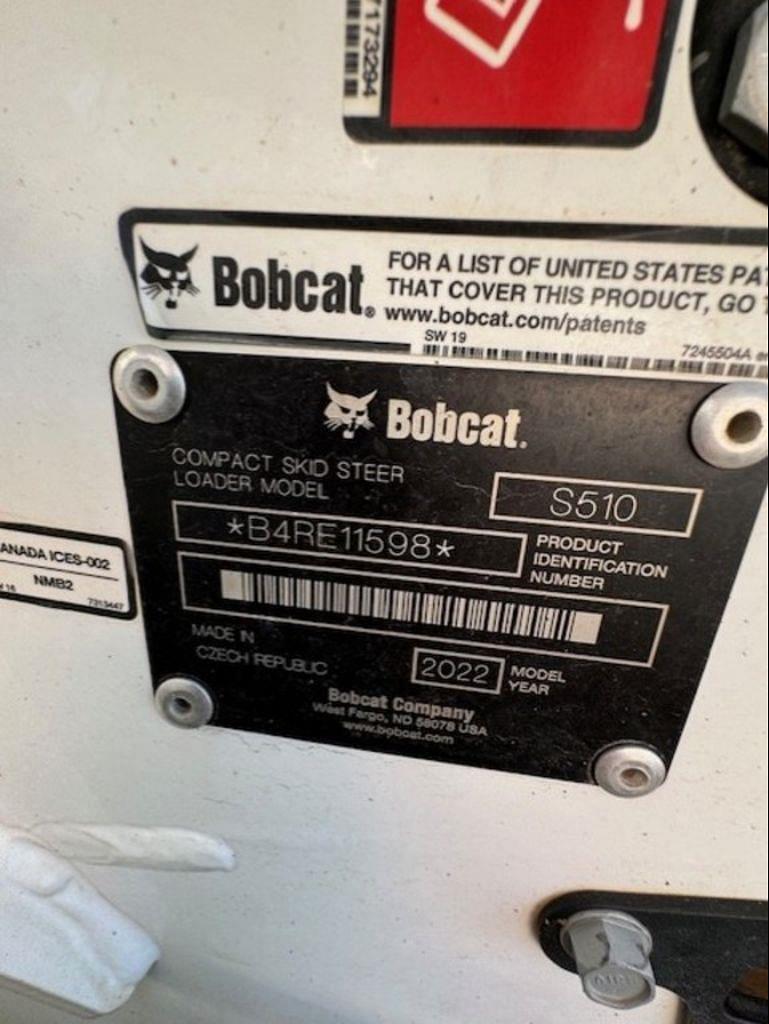 7173294
Bobcat.
FOR A LIST OF UNITED STATES
THAT COVER THIS PRODUCT, GO
www.bobcat.com/patents
SW 19
7245504A
Bobcat.
COMPACT SKID STEER
LOADER MODEL
S510
*B4RE11598*
PRODUCT
IDENTIFICATION
NUMBER
MADE IN
CZECH REPUBLIC
2022
MODEL
YEAR
Bobcat Company
West Fargo, ND 58078 USA
www.bobcat.com
ANADA ICES-002
NMB2
7313447